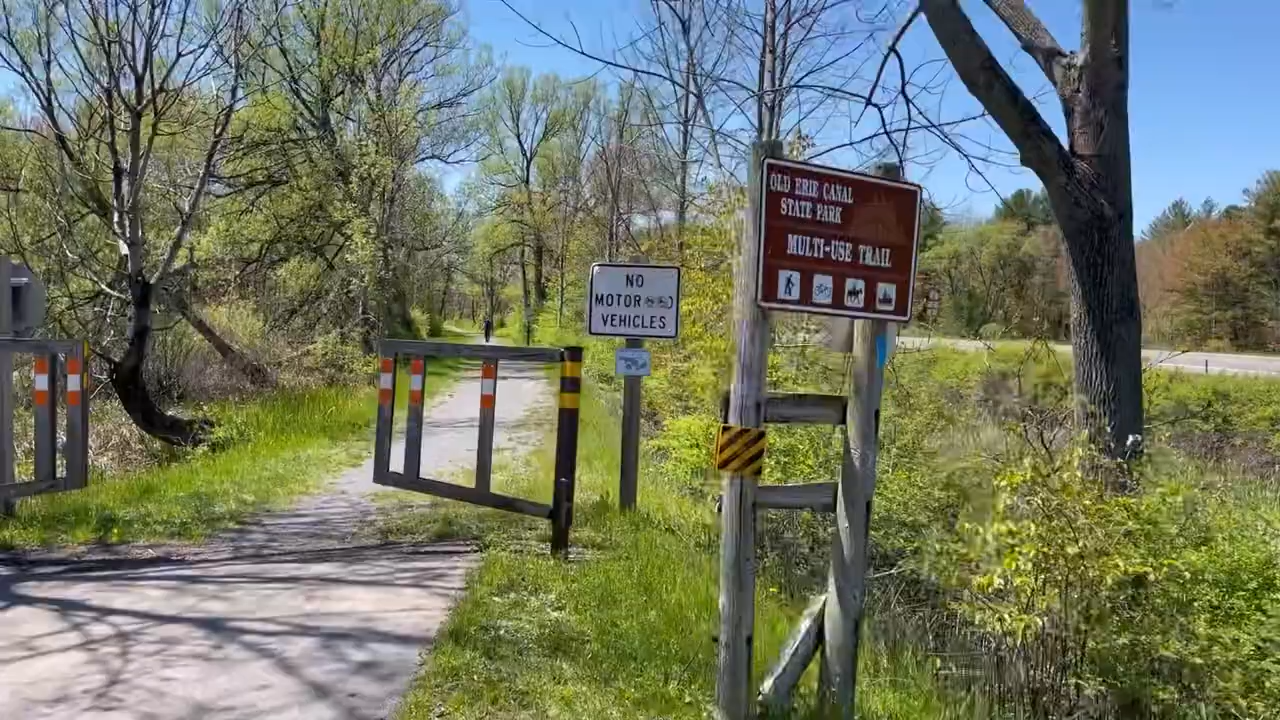 OLD ERIE CANAL
STATE PARK
MULTI-USE TRAIL
NO
MOTOR
VEHICLES